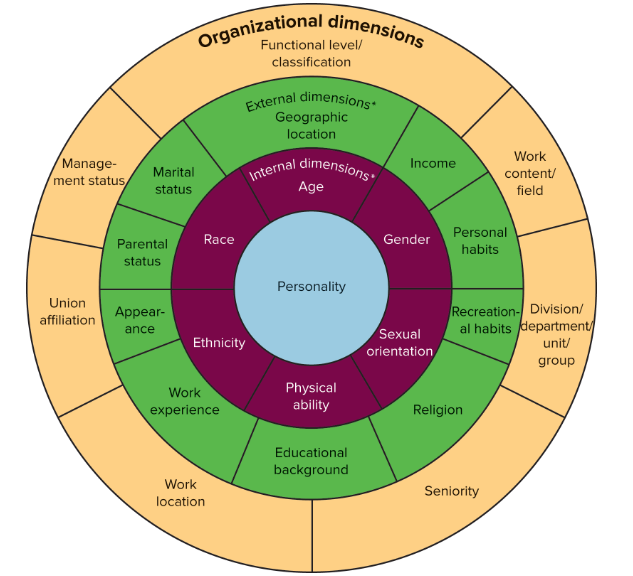 Organizational dimensions
Functional level/
classification
External dimensions*
Geographic
location
Internal dimensions*
Age
Marital
status
Income
Manage-
ment status
Work
content/
field
Race
Gender
Parental
status
Personal
habits
Personality
Union
affiliation
Appear-
ance
Recreation-
al habits
Division/
department/
unit/
group
Ethnicity
Sexual
orientation
Physical
ability
Work
experience
Religion
Educational
background
Work
location
Seniority